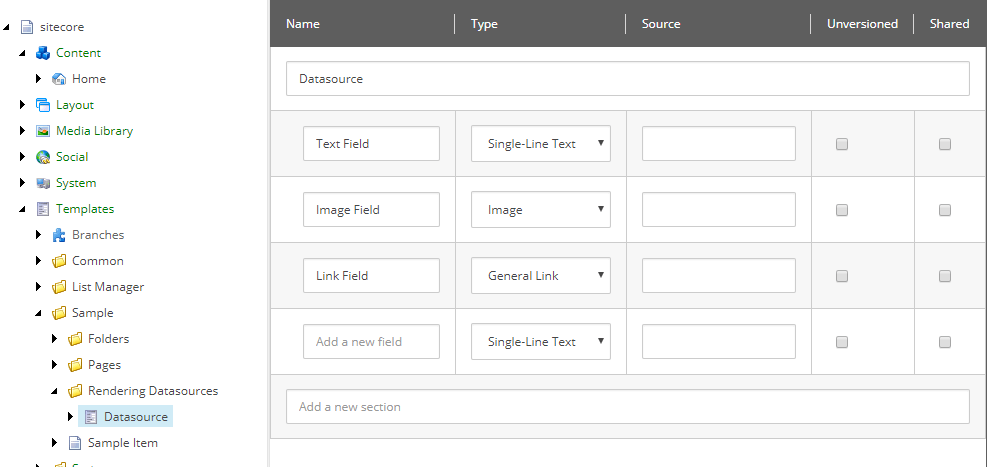 sitecore
Content
Home
Layout
Media Library
Social
System
Templates
Branches
Common
List Manager
Sample
Folders
Pages
Rendering Datasources
Datasource
Sample Item
Name Type Source Unversioned Shared
Datasource
Text Field Single-Line Text
Image Field Image
Link Field General Link
Add a new field Single-Line Text
Add a new section